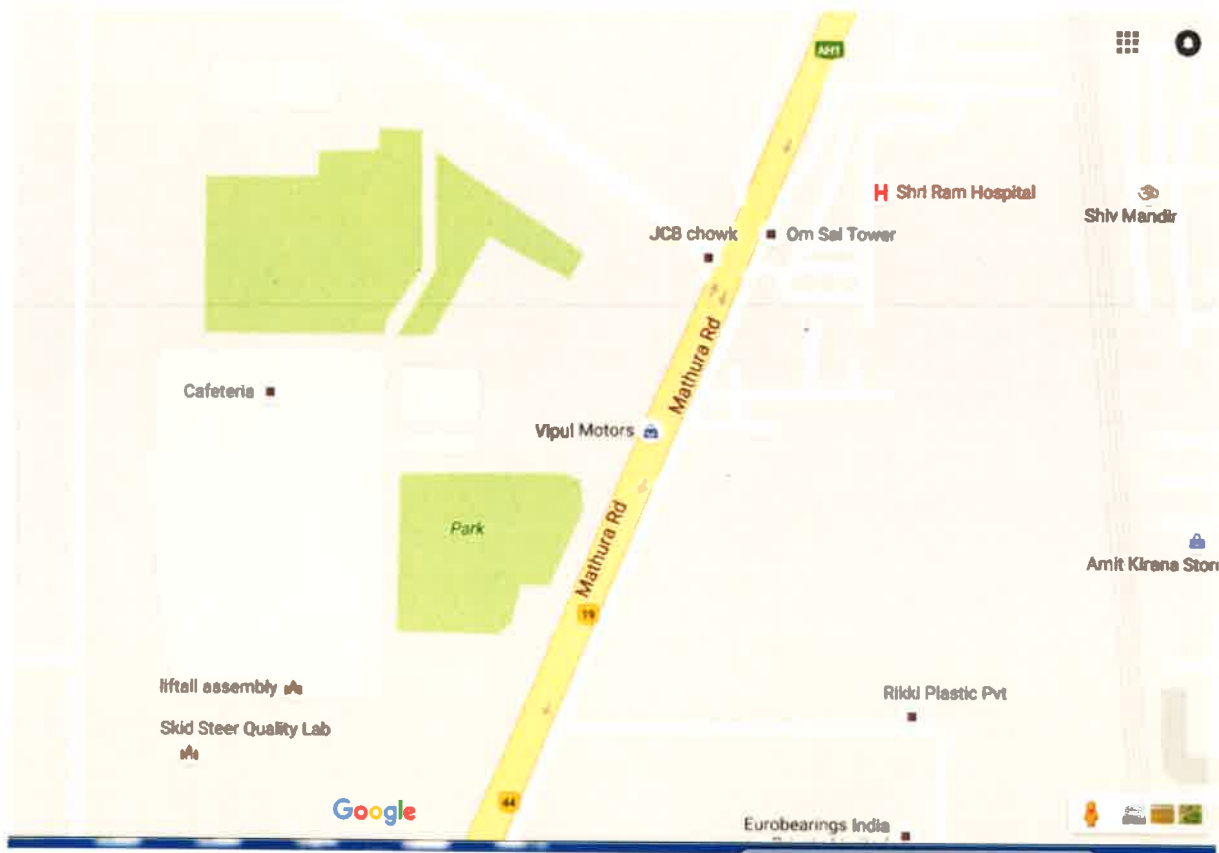 AH1
H Shri Ram Hospital
Shiv Mandir
JCB chowk
Om Sai Tower
Mathura Rd
Cafeteria
Vipul Motors
Park
Mathura Rd
19
Amit Kirana Stor
liftall assembly
Rikki Plastic Pvt
Skid Steer Quality Lab
44
Google
Eurobearings India